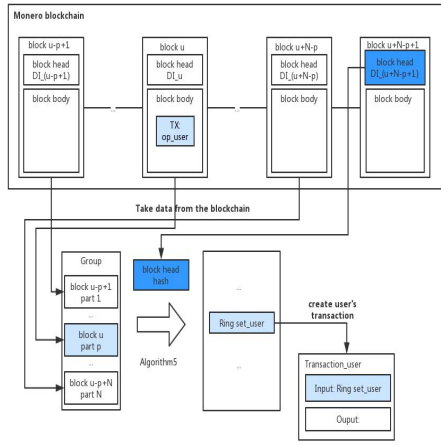 Monero blockchain
block u-p+1
block head
DI_(u-p+1)
block body
...
block u
block head
DI_u
block body
TX:
op_user
...
block u+N-p
block head
DI_(u+N-p)
block body
block u+N-p+1
block head
DI_(u+N-p+1)
block body
Take data from the blockchain
Group
block u-p+1
part 1
...
block u
part p
...
block u-p+N
part N
block head
hash
Algorithm5
...
Ring set_user
...
create user's
transaction
Transaction_user
Input: Ring set_user
Ouput: